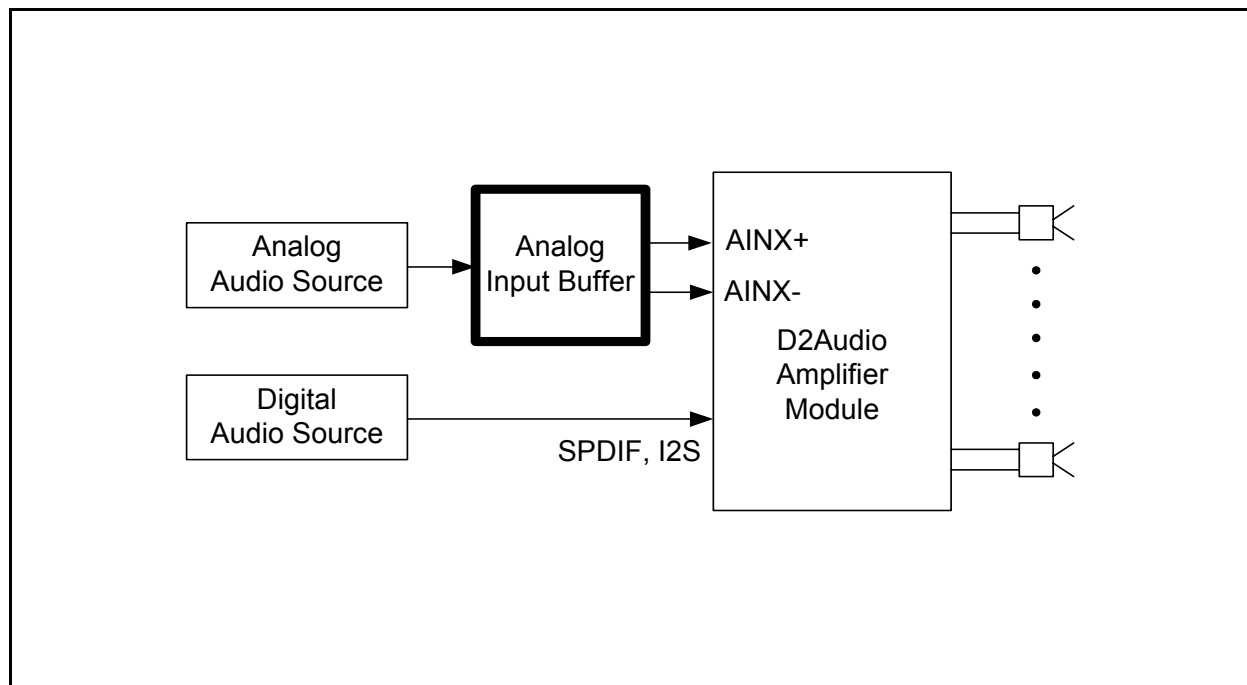 Analog
Audio Source
Analog
Input Buffer
AINX+
AINX-
D2Audio
Amplifier
Module
Digital
Audio Source
SPDIF, I2S